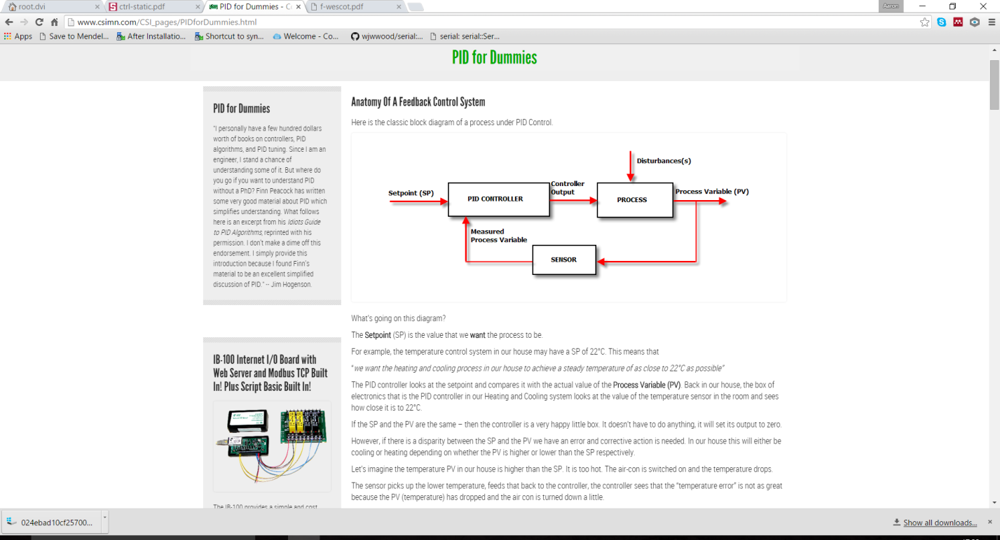 root.dvi
ctrl-static.pdf
PID for Dummies - C
f-wescot.pdf
Aaron
www.csimn.com/CSI_pages/PIDforDummies.html
Apps
Save to Mendel...
After Installatio...
Shortcut to syn...
Welcome - Co...
wjwwood/serial:...
serial: serial::Ser...
PID for Dummies
PID for Dummies
"I personally have a few hundred dollars
worth of books on controllers, PID
algorithms, and PID tuning. Since I am an
engineer, I stand a chance of
understanding some of it. But where do
you go if you want to understand PID
without a PhD? Finn Peacock has written
some very good material about PID which
simplifies understanding. What follows
here is an excerpt from his Idiots Guide
to PID Algorithms, reprinted with his
permission. I don't make a dime off this
endorsement. I simply provide this
introduction because I found Finn's
material to be an excellent simplified
discussion of PID." -- Jim Hogenson.
IB-100 Internet I/O Board with
Web Server and Modbus TCP Built
In! Plus Script Basic Built In!
The IB-100 provides a simple and cost
Anatomy Of A Feedback Control System
Here is the classic block diagram of a process under PID Control.
Disturbances(s)
Setpoint (SP)
PID CONTROLLER
Controller
Output
PROCESS
Process Variable (PV)
Measured
Process Variable
SENSOR
What's going on this diagram?
The Setpoint (SP) is the value that we want the process to be.
For example, the temperature control system in our house may have a SP of 22°C. This means that
"we want the heating and cooling process in our house to achieve a steady temperature of as close to 22°C as possible"
The PID controller looks at the setpoint and compares it with the actual value of the Process Variable (PV). Back in our house, the box of
electronics that is the PID controller in our Heating and Cooling system looks at the value of the temperature sensor in the room and sees
how close it is to 22°C.
If the SP and the PV are the same – then the controller is a very happy little box. It doesn't have to do anything, it will set its output to zero.
However, if there is a disparity between the SP and the PV we have an error and corrective action is needed. In our house this will either be
cooling or heating depending on whether the PV is higher or lower than the SP respectively.
Let's imagine the temperature PV in our house is higher than the SP. It is too hot. The air-con is switched on and the temperature drops.
The sensor picks up the lower temperature, feeds that back to the controller, the controller sees that the "temperature error" is not as great
because the PV (temperature) has dropped and the air con is turned down a little.
024ebad10cf25700...
Show all downloads...